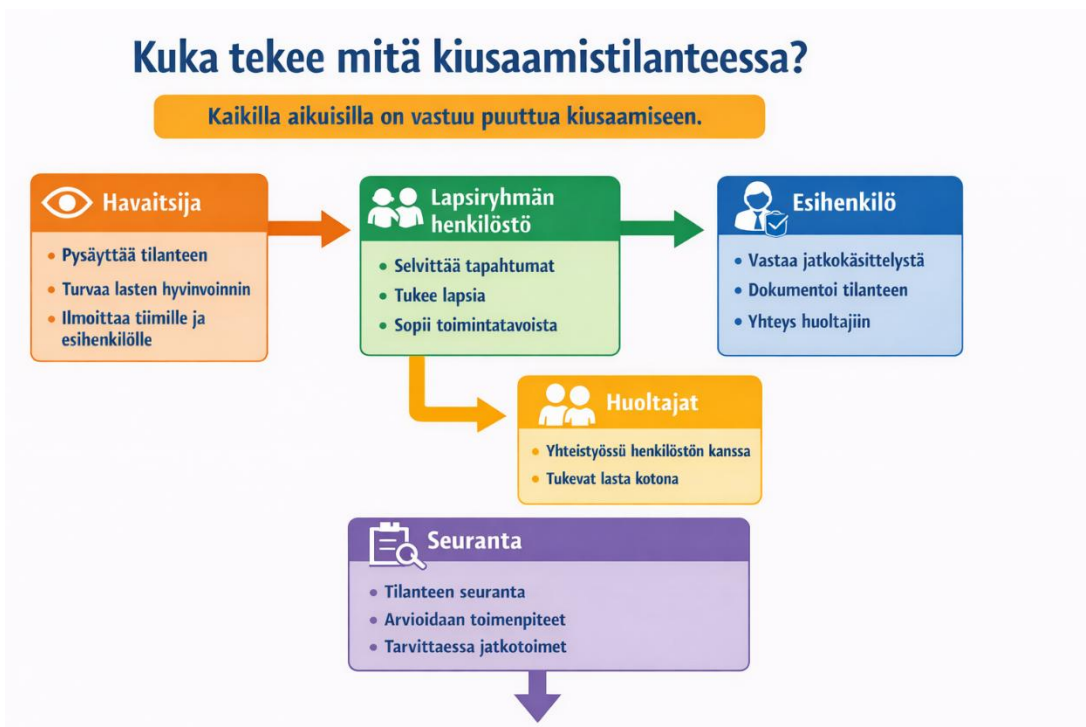 Kuka tekee mitä kiusaamistilanteessa?
Kaikilla aikuisilla on vastuu puuttua kiusaamiseen.
Havaitsija
• Pysäyttää tilanteen
• Turvaa lasten hyvinvoinnin
• Ilmoittaa tiimille ja
esihenkilölle
Lapsiryhmän
henkilöstö
• Selvittää tapahtumat
• Tukee lapsia
• Sopii toimintatavoista
Esihenkilö
• Vastaa jatkokäsittelystä
• Dokumentoi tilanteen
• Yhteys huoltajiin
Huoltajat
• Yhteistyössü henkilöstön kanssa
• Tukevat lasta kotona
Seuranta
• Tilanteen seuranta
• Arvioidaan toimenpiteet
• Tarvittaessa jatkotoimet